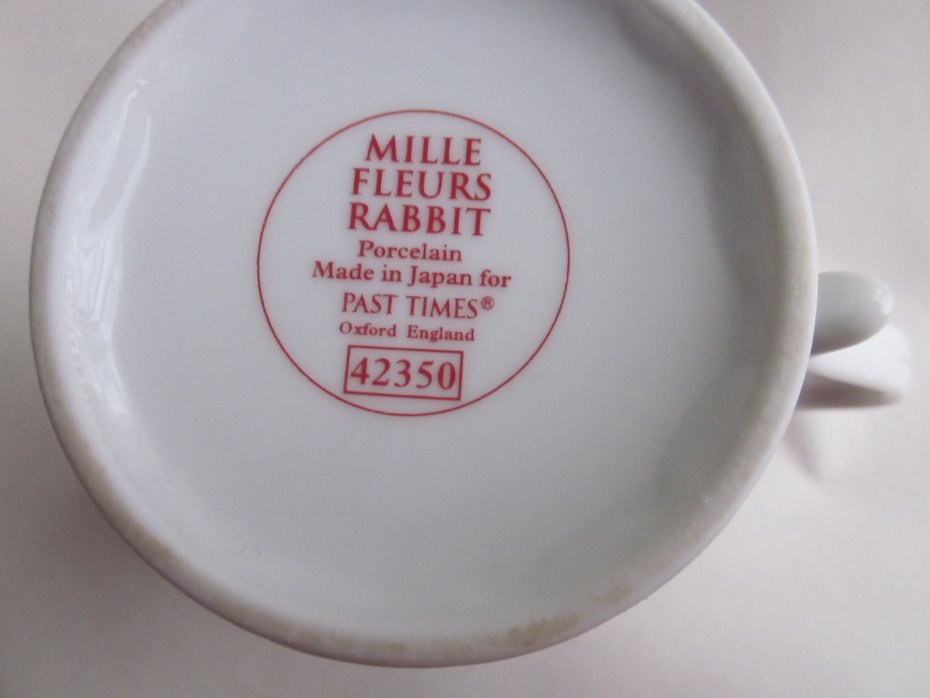 MILLE
FLEURS
RABBIT
Porcelain
Made in Japan for
PAST TIMES®
Oxford England
42350